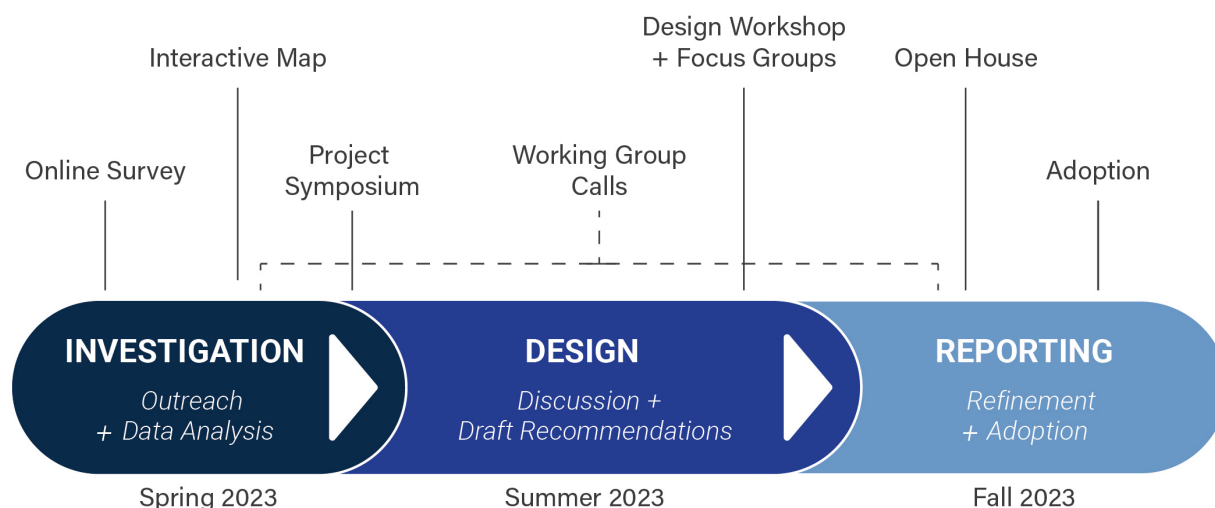 Design Workshop
+ Focus Groups
Interactive Map
Open House
Project
Symposium
Working Group
Calls
Online Survey
Adoption
INVESTIGATION
Outreach
+ Data Analysis
DESIGN
Discussion +
Draft Recommendations
REPORTING
Refinement
+ Adoption
Spring 2023
Summer 2023
Fall 2023